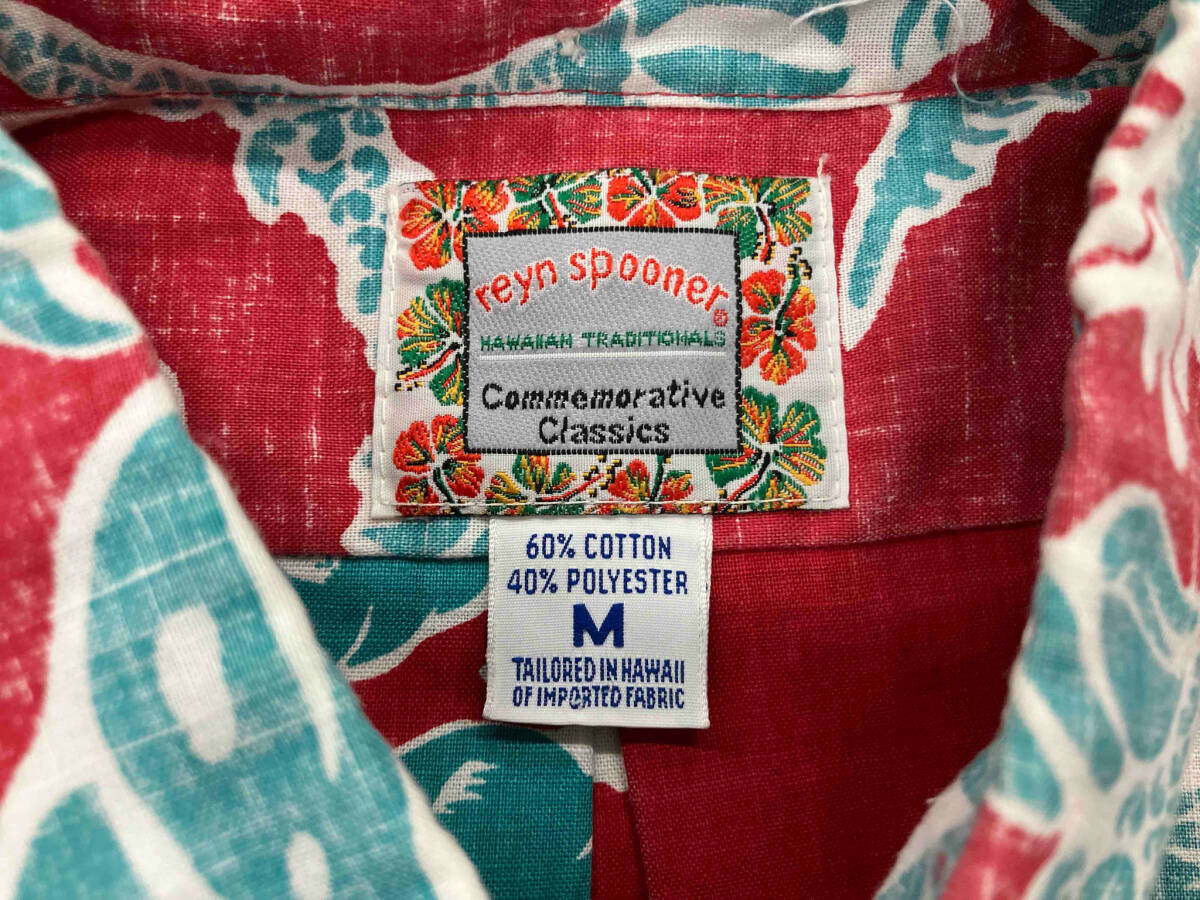 reyn spooner®
HAWAIIAN TRADITIONALS
Commemorative
Classics
60% COTTON
40% POLYESTER
M
TAILORED IN HAWAII
OF IMPORTED FABRIC